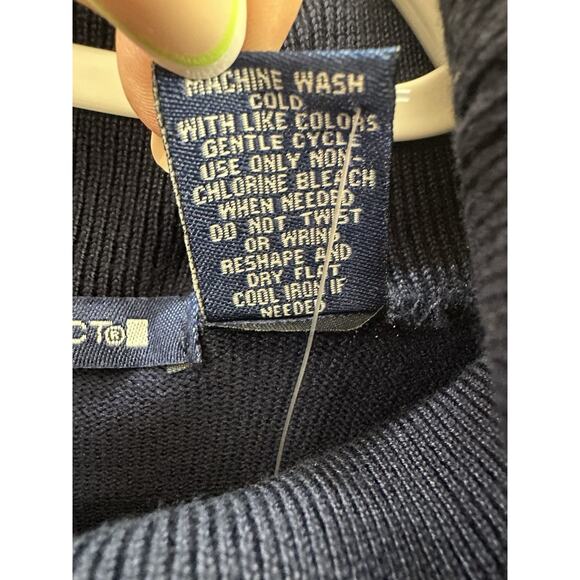 MACHINE WASH
COLD
WITH LIKE COLORS
GENTLE CYCLE
USE ONLY NON-
CHLORINE BLEACH
WHEN NEEDED
DO NOT TWIST
OR WRING
RESHAPE AND
DRY FLAT
COOL IRON IF
NEEDED
CT®